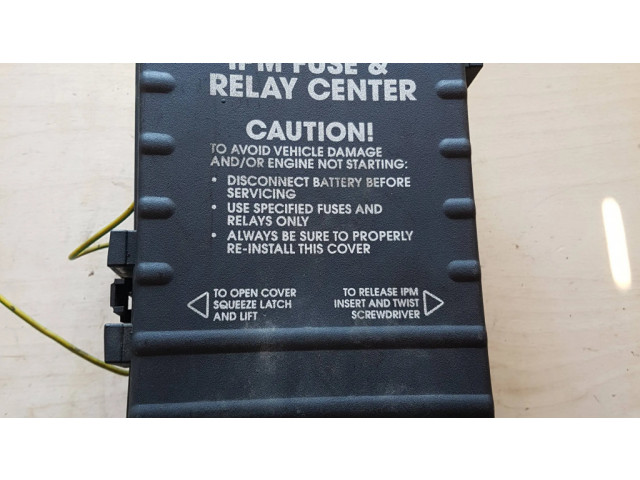 IPM FUSE &
RELAY CENTER
CAUTION!
TO AVOID VEHICLE DAMAGE
AND/OR ENGINE NOT STARTING:
• DISCONNECT BATTERY BEFORE
SERVICING
• USE SPECIFIED FUSES AND
RELAYS ONLY
• ALWAYS BE SURE TO PROPERLY
RE-INSTALL THIS COVER
TO OPEN COVER
SQUEEZE LATCH
AND LIFT
TO RELEASE IPM
INSERT AND TWIST
SCREWDRIVER